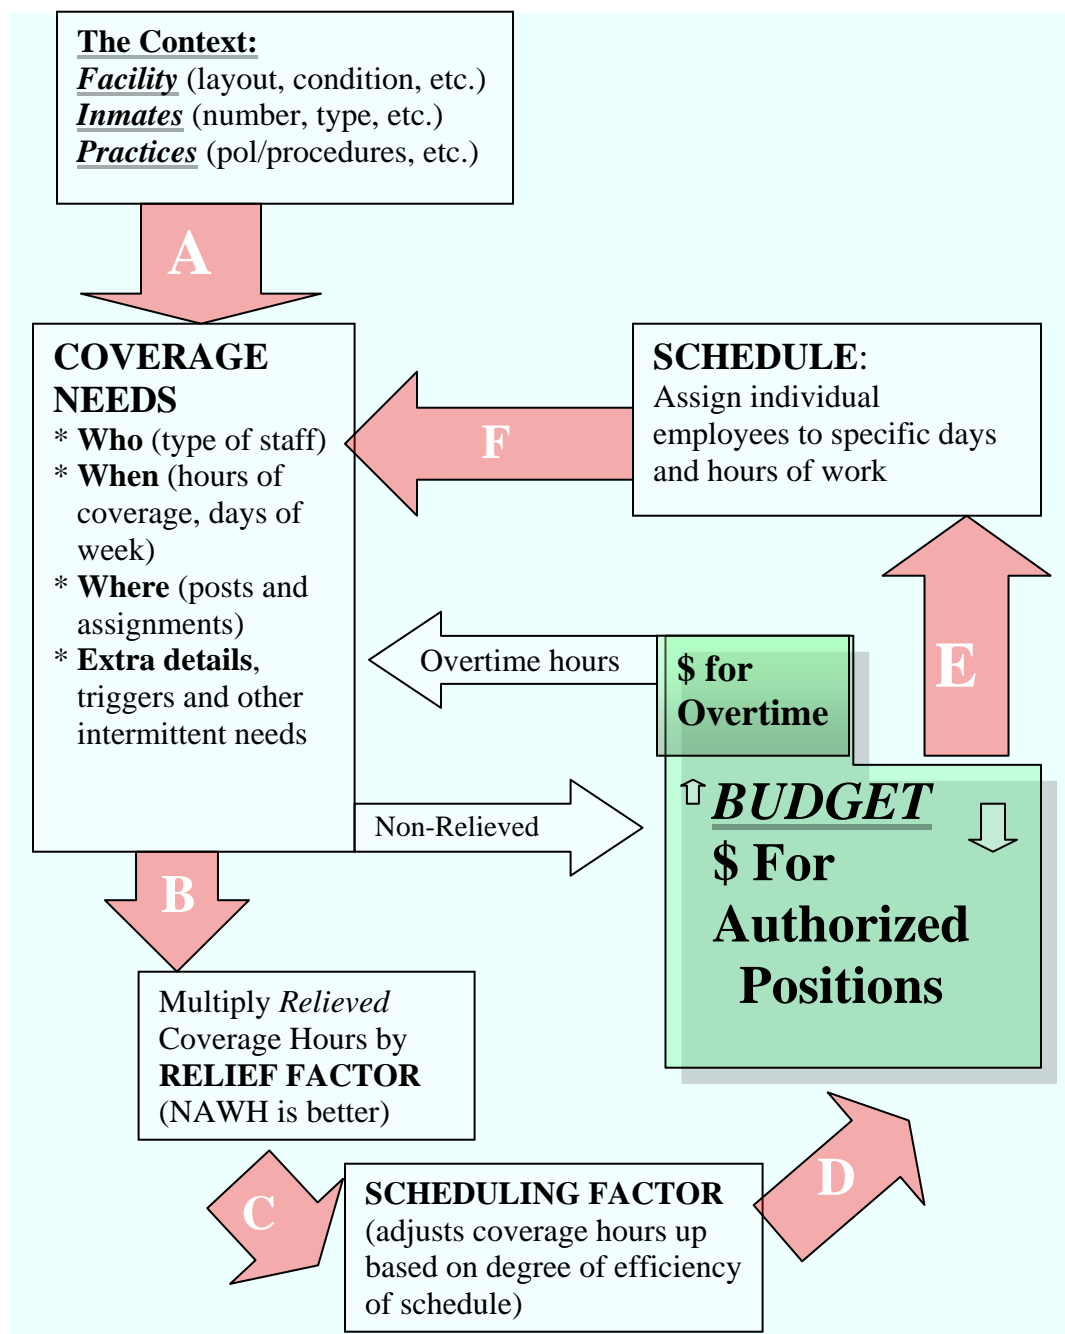 The Context:
Facility (layout, condition, etc.)
Inmates (number, type, etc.)
Practices (pol/procedures, etc.)
A
COVERAGE
NEEDS
* Who (type of staff)
* When (hours of
coverage, days of
week)
* Where (posts and
assignments)
* Extra details,
triggers and other
intermittent needs
F
SCHEDULE:
Assign individual
employees to specific days
and hours of work
E
Overtime hours
$ for
Overtime
Non-Relieved
BUDGET
$ For
Authorized
Positions
B
Multiply Relieved
Coverage Hours by
RELIEF FACTOR
(NAWH is better)
C
SCHEDULING FACTOR
(adjusts coverage hours up
based on degree of efficiency
of schedule)
D